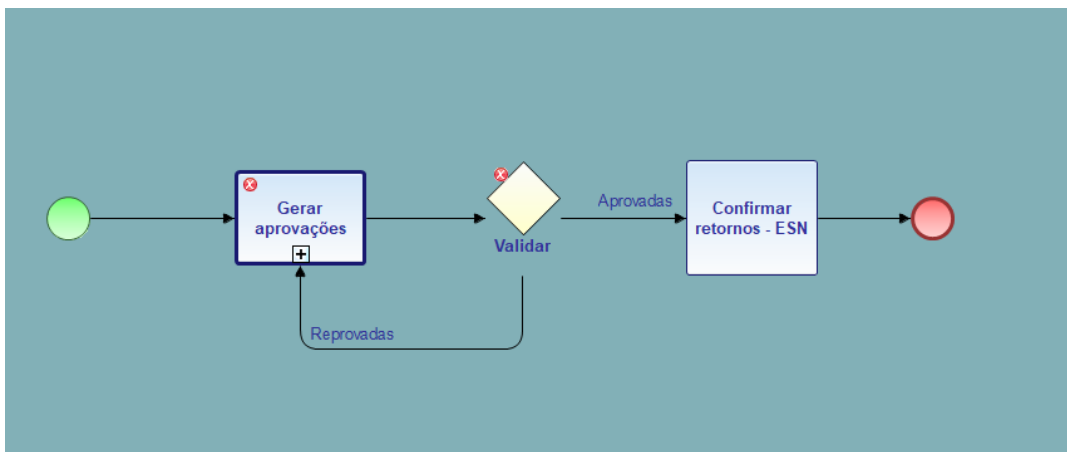 Gerar
aprovações
Validar
Aprovadas
Confirmar
retornos - ESN
Reprovadas